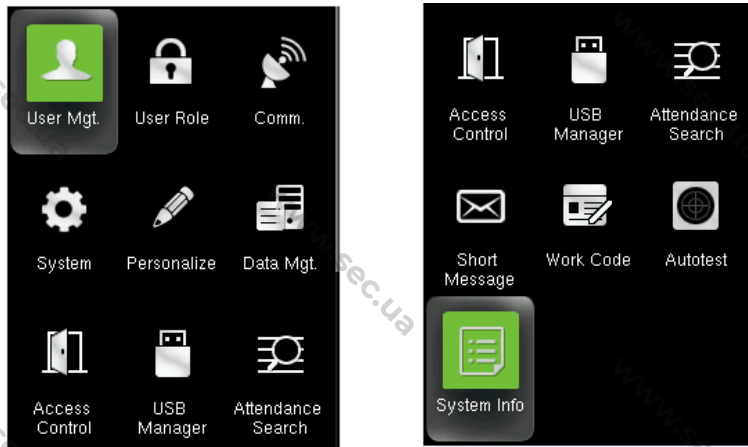 User Mgt.
User Role
Comm.
System
Personalize
Data Mgt.
Access
Control
USB
Manager
Attendance
Search
Access
Control
USB
Manager
Attendance
Search
Short
Message
Work Code
Autotest
System Info
www.sec.ua